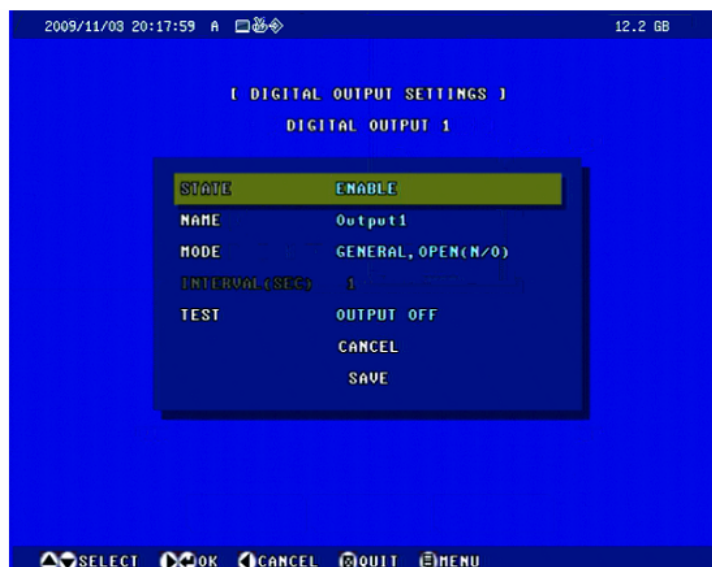 2009/11/03 20:17:59 A 12.2 GB
[ DIGITAL OUTPUT SETTINGS ]
DIGITAL OUTPUT 1
STATE ENABLE
NAME Output1
MODE GENERAL,OPEN(N/O)
INTERVAL(SEC) 1
TEST OUTPUT OFF
CANCEL
SAVE
SELECT OK CANCEL QUIT MENU